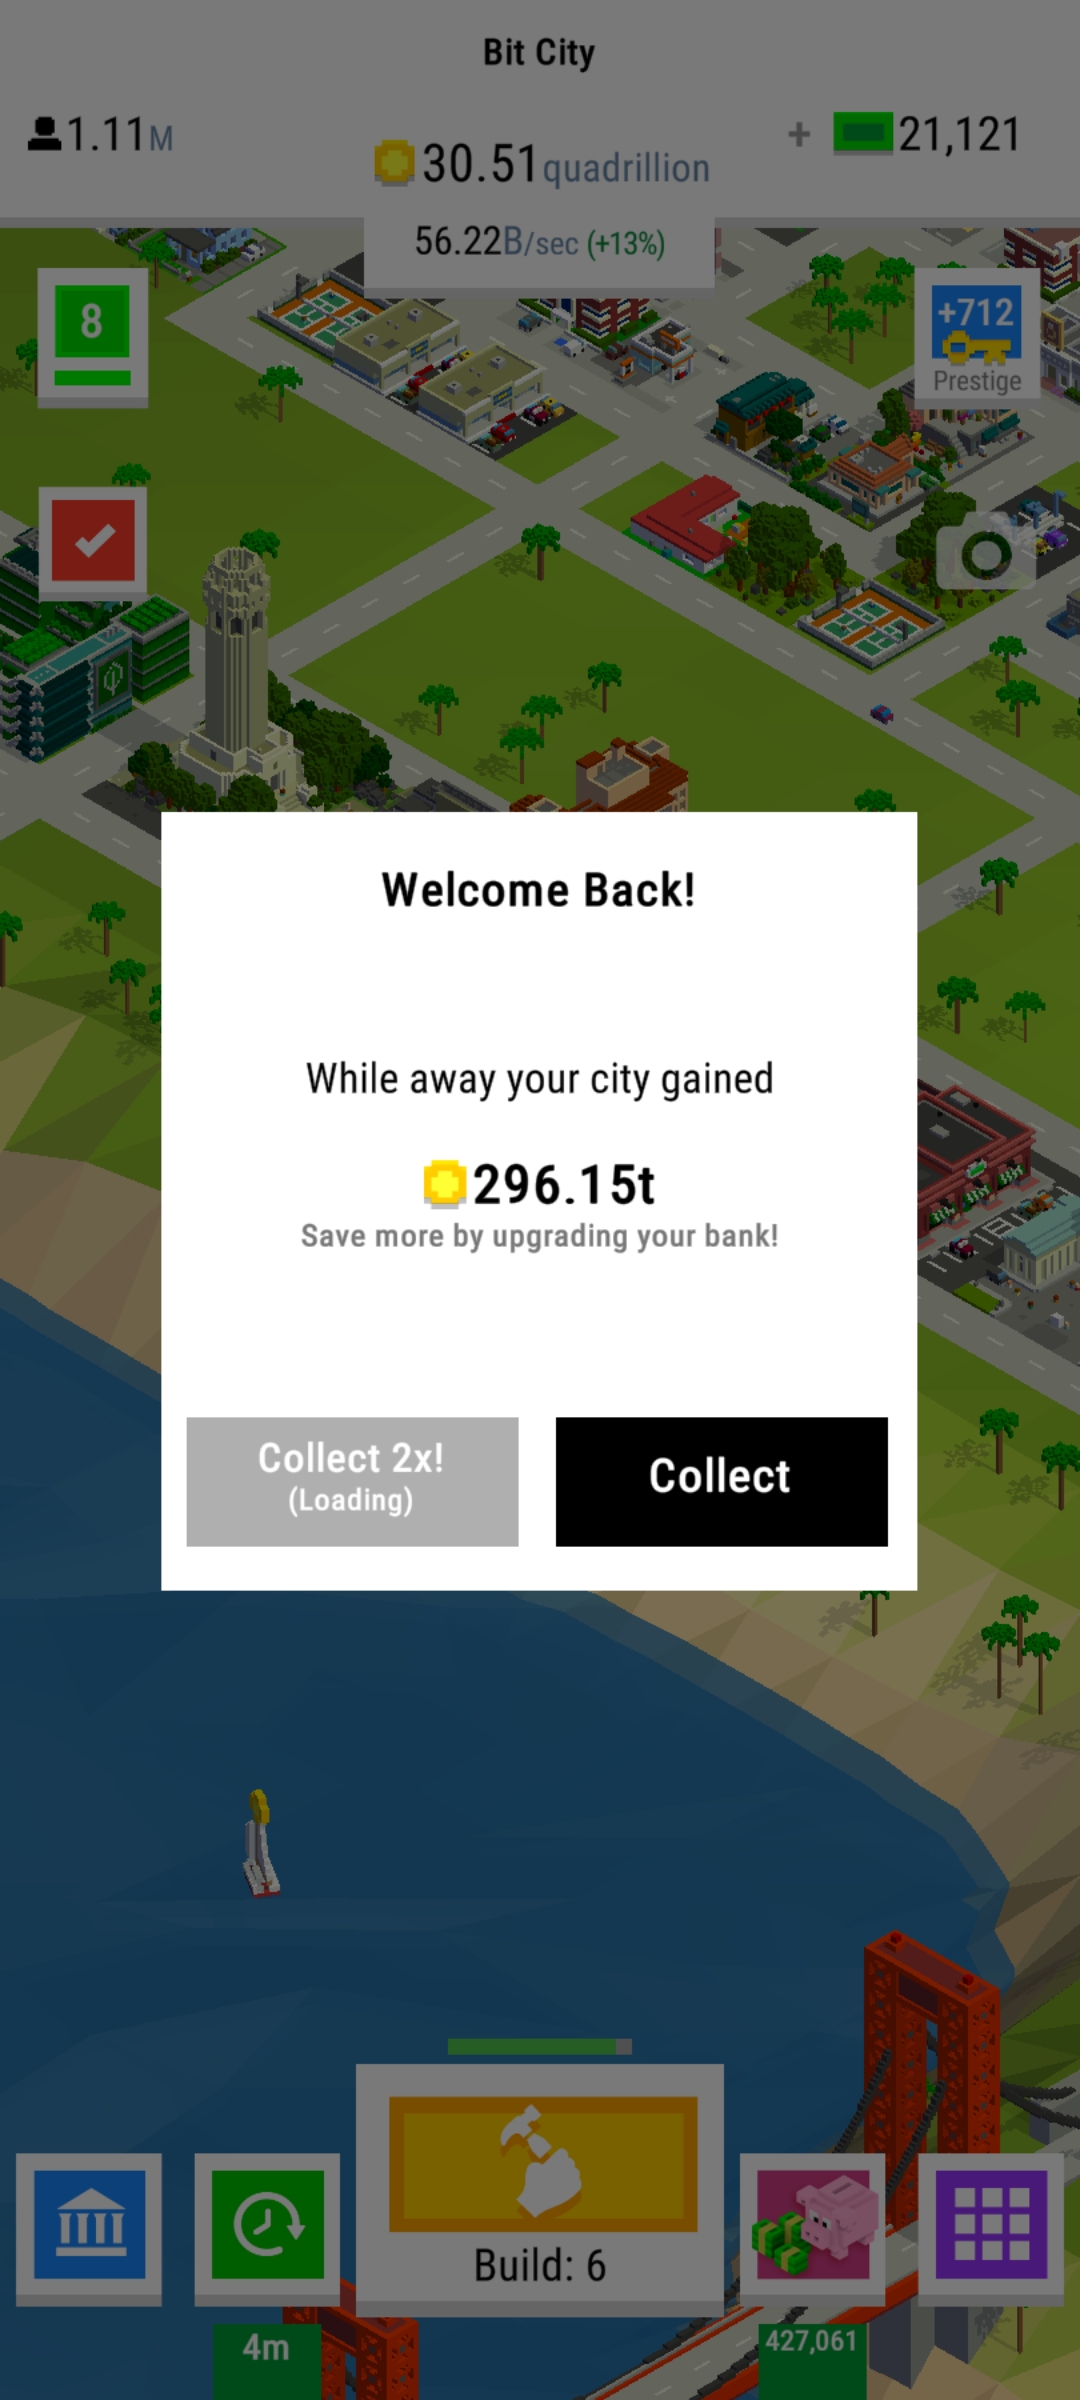 Bit City
1.11M
30.51quadrillion
+ 21,121
56.22B/sec (+13%)
8
+712
Prestige
Welcome Back!
While away your city gained
296.15t
Save more by upgrading your bank!
Collect 2x!
(Loading)
Collect
Build: 6
4m
427,061